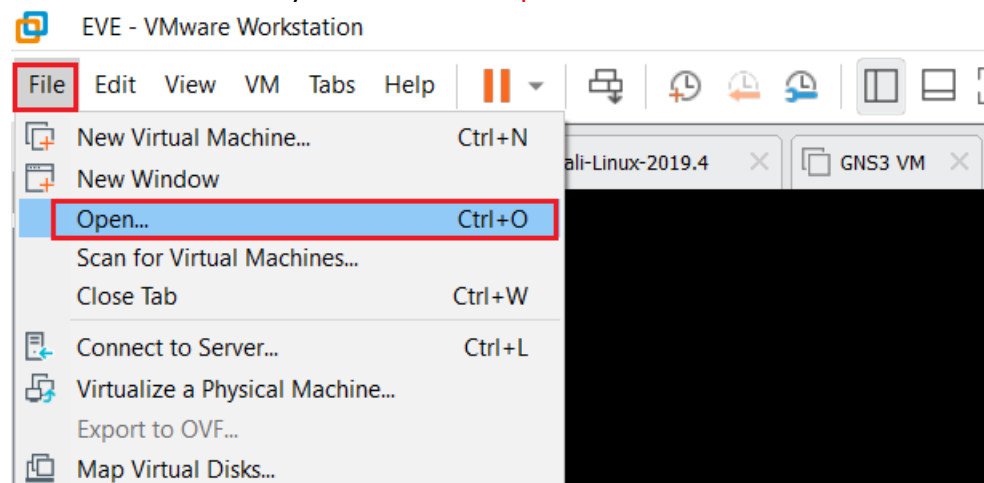 EVE - VMware Workstation
File Edit View VM Tabs Help
New Virtual Machine... Ctrl+N
New Window
Open... Ctrl+O
Scan for Virtual Machines...
Close Tab Ctrl+W
Connect to Server... Ctrl+L
Virtualize a Physical Machine...
Export to OVF...
Map Virtual Disks...
ali-Linux-2019.4
GNS3 VM